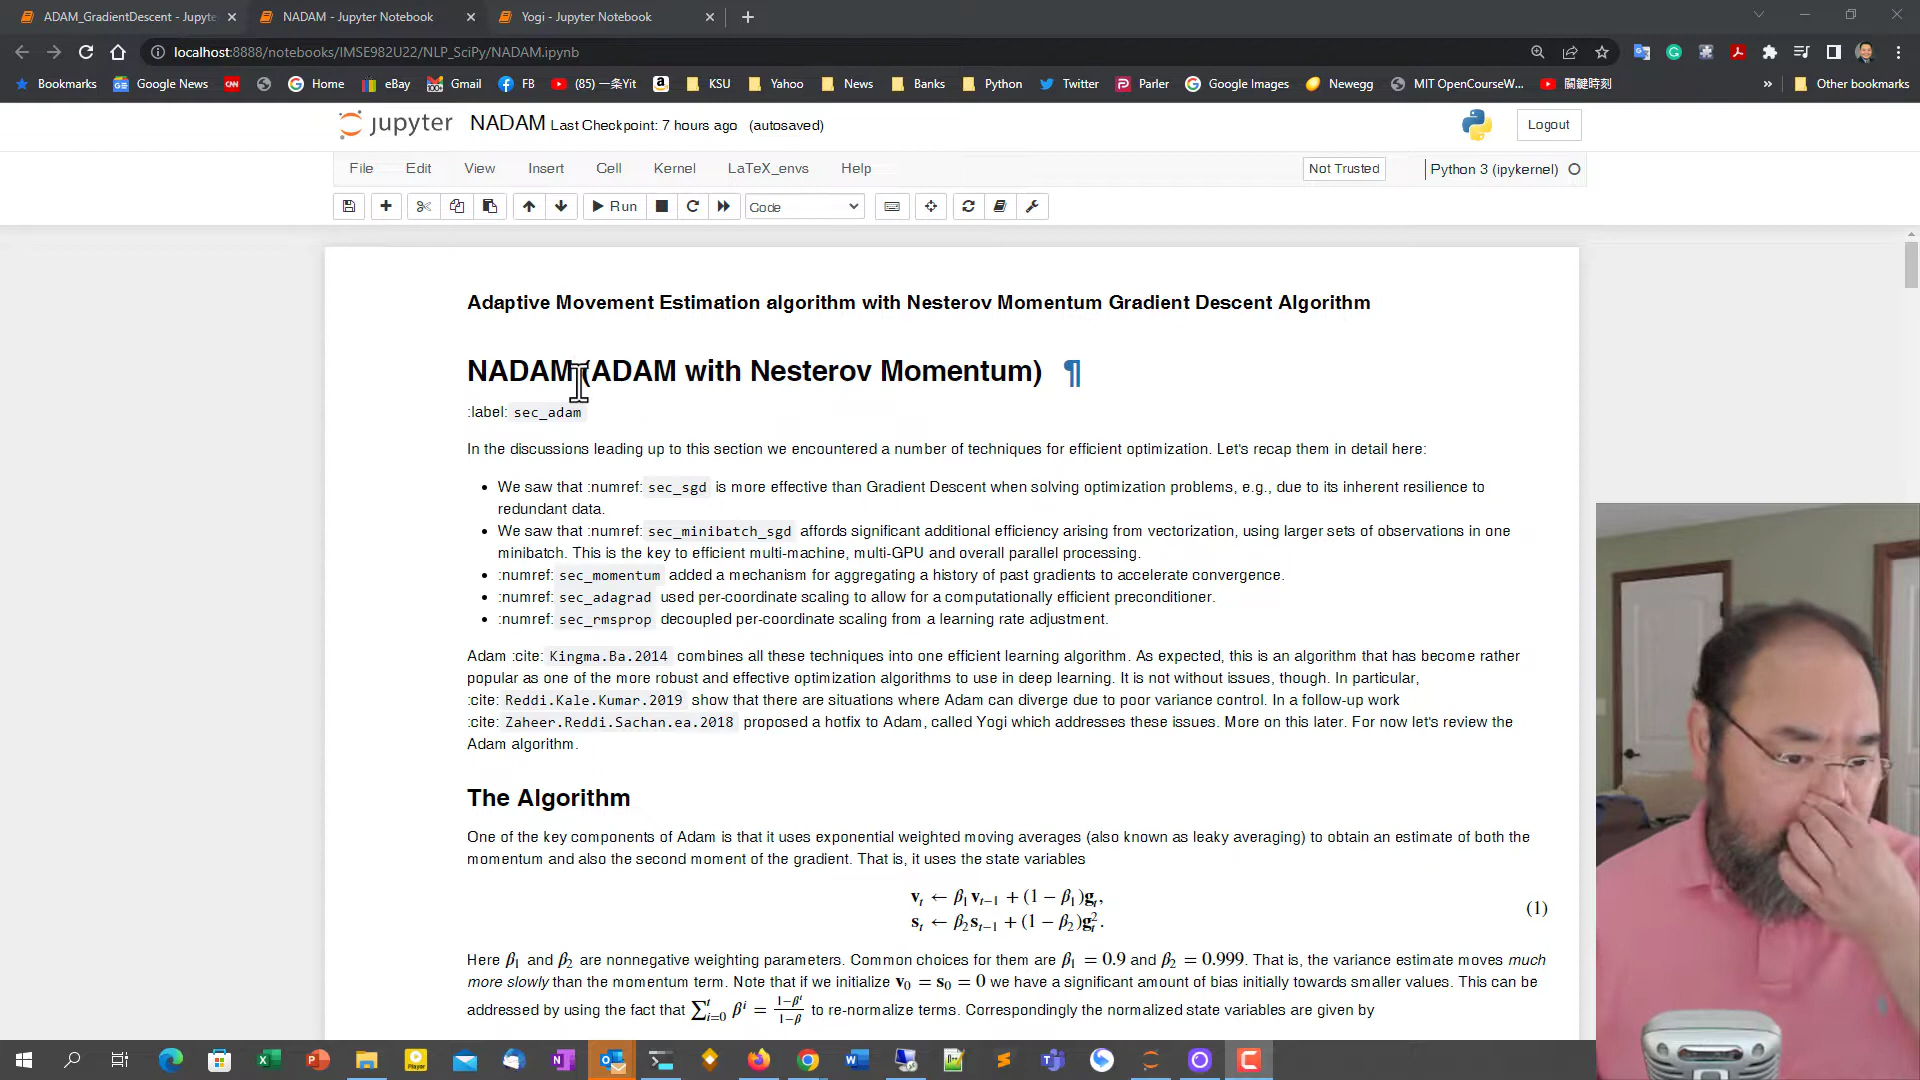 ADAM_GradientDescent - Jupyte
NADAM - Jupyter Notebook
Yogi - Jupyter Notebook
localhost:8888/notebooks/IMSE982U22/NLP_SciPy/NADAM.ipynb
Bookmarks
Google News
CNN
Home
eBay
Gmail
FB
(85) 一条Yit
KSU
Yahoo
News
Banks
Python
Twitter
Parler
Google Images
Newegg
MIT OpenCourseW...
關鍵時刻
»
Other bookmarks
jupyter
NADAM Last Checkpoint: 7 hours ago (autosaved)
Logout
File
Edit
View
Insert
Cell
Kernel
LaTeX_envs
Help
Not Trusted
Python 3 (ipykernel)
Run
Code
Adaptive Movement Estimation algorithm with Nesterov Momentum Gradient Descent Algorithm
NADAM (ADAM with Nesterov Momentum) ¶
:label: sec_adam
In the discussions leading up to this section we encountered a number of techniques for efficient optimization. Let's recap them in detail here:
• We saw that :numref: sec_sgd is more effective than Gradient Descent when solving optimization problems, e.g., due to its inherent resilience to
redundant data.
• We saw that :numref: sec_minibatch_sgd affords significant additional efficiency arising from vectorization, using larger sets of observations in one
minibatch. This is the key to efficient multi-machine, multi-GPU and overall parallel processing.
• :numref: sec_momentum added a mechanism for aggregating a history of past gradients to accelerate convergence.
• :numref: sec_adagrad used per-coordinate scaling to allow for a computationally efficient preconditioner.
• :numref: sec_rmsprop decoupled per-coordinate scaling from a learning rate adjustment.
Adam :cite: Kingma.Ba.2014 combines all these techniques into one efficient learning algorithm. As expected, this is an algorithm that has become rather
popular as one of the more robust and effective optimization algorithms to use in deep learning. It is not without issues, though. In particular,
:cite: Reddi.Kale.Kumar.2019 show that there are situations where Adam can diverge due to poor variance control. In a follow-up work
:cite: Zaheer.Reddi.Sachan.ea.2018 proposed a hotfix to Adam, called Yogi which addresses these issues. More on this later. For now let's review the
Adam algorithm.
The Algorithm
One of the key components of Adam is that it uses exponential weighted moving averages (also known as leaky averaging) to obtain an estimate of both the
momentum and also the second moment of the gradient. That is, it uses the state variables
v_t ← β₁v_{t−1} + (1 − β₁)g_t,
s_t ← β₂s_{t−1} + (1 − β₂)g_t².
(1)
Here β₁ and β₂ are nonnegative weighting parameters. Common choices for them are β₁ = 0.9 and β₂ = 0.999. That is, the variance estimate moves much
more slowly than the momentum term. Note that if we initialize v₀ = s₀ = 0 we have a significant amount of bias initially towards smaller values. This can be
addressed by using the fact that ∑_{i=0}^{t} β^i = (1−β^t)/(1−β) to re-normalize terms. Correspondingly the normalized state variables are given by
Player